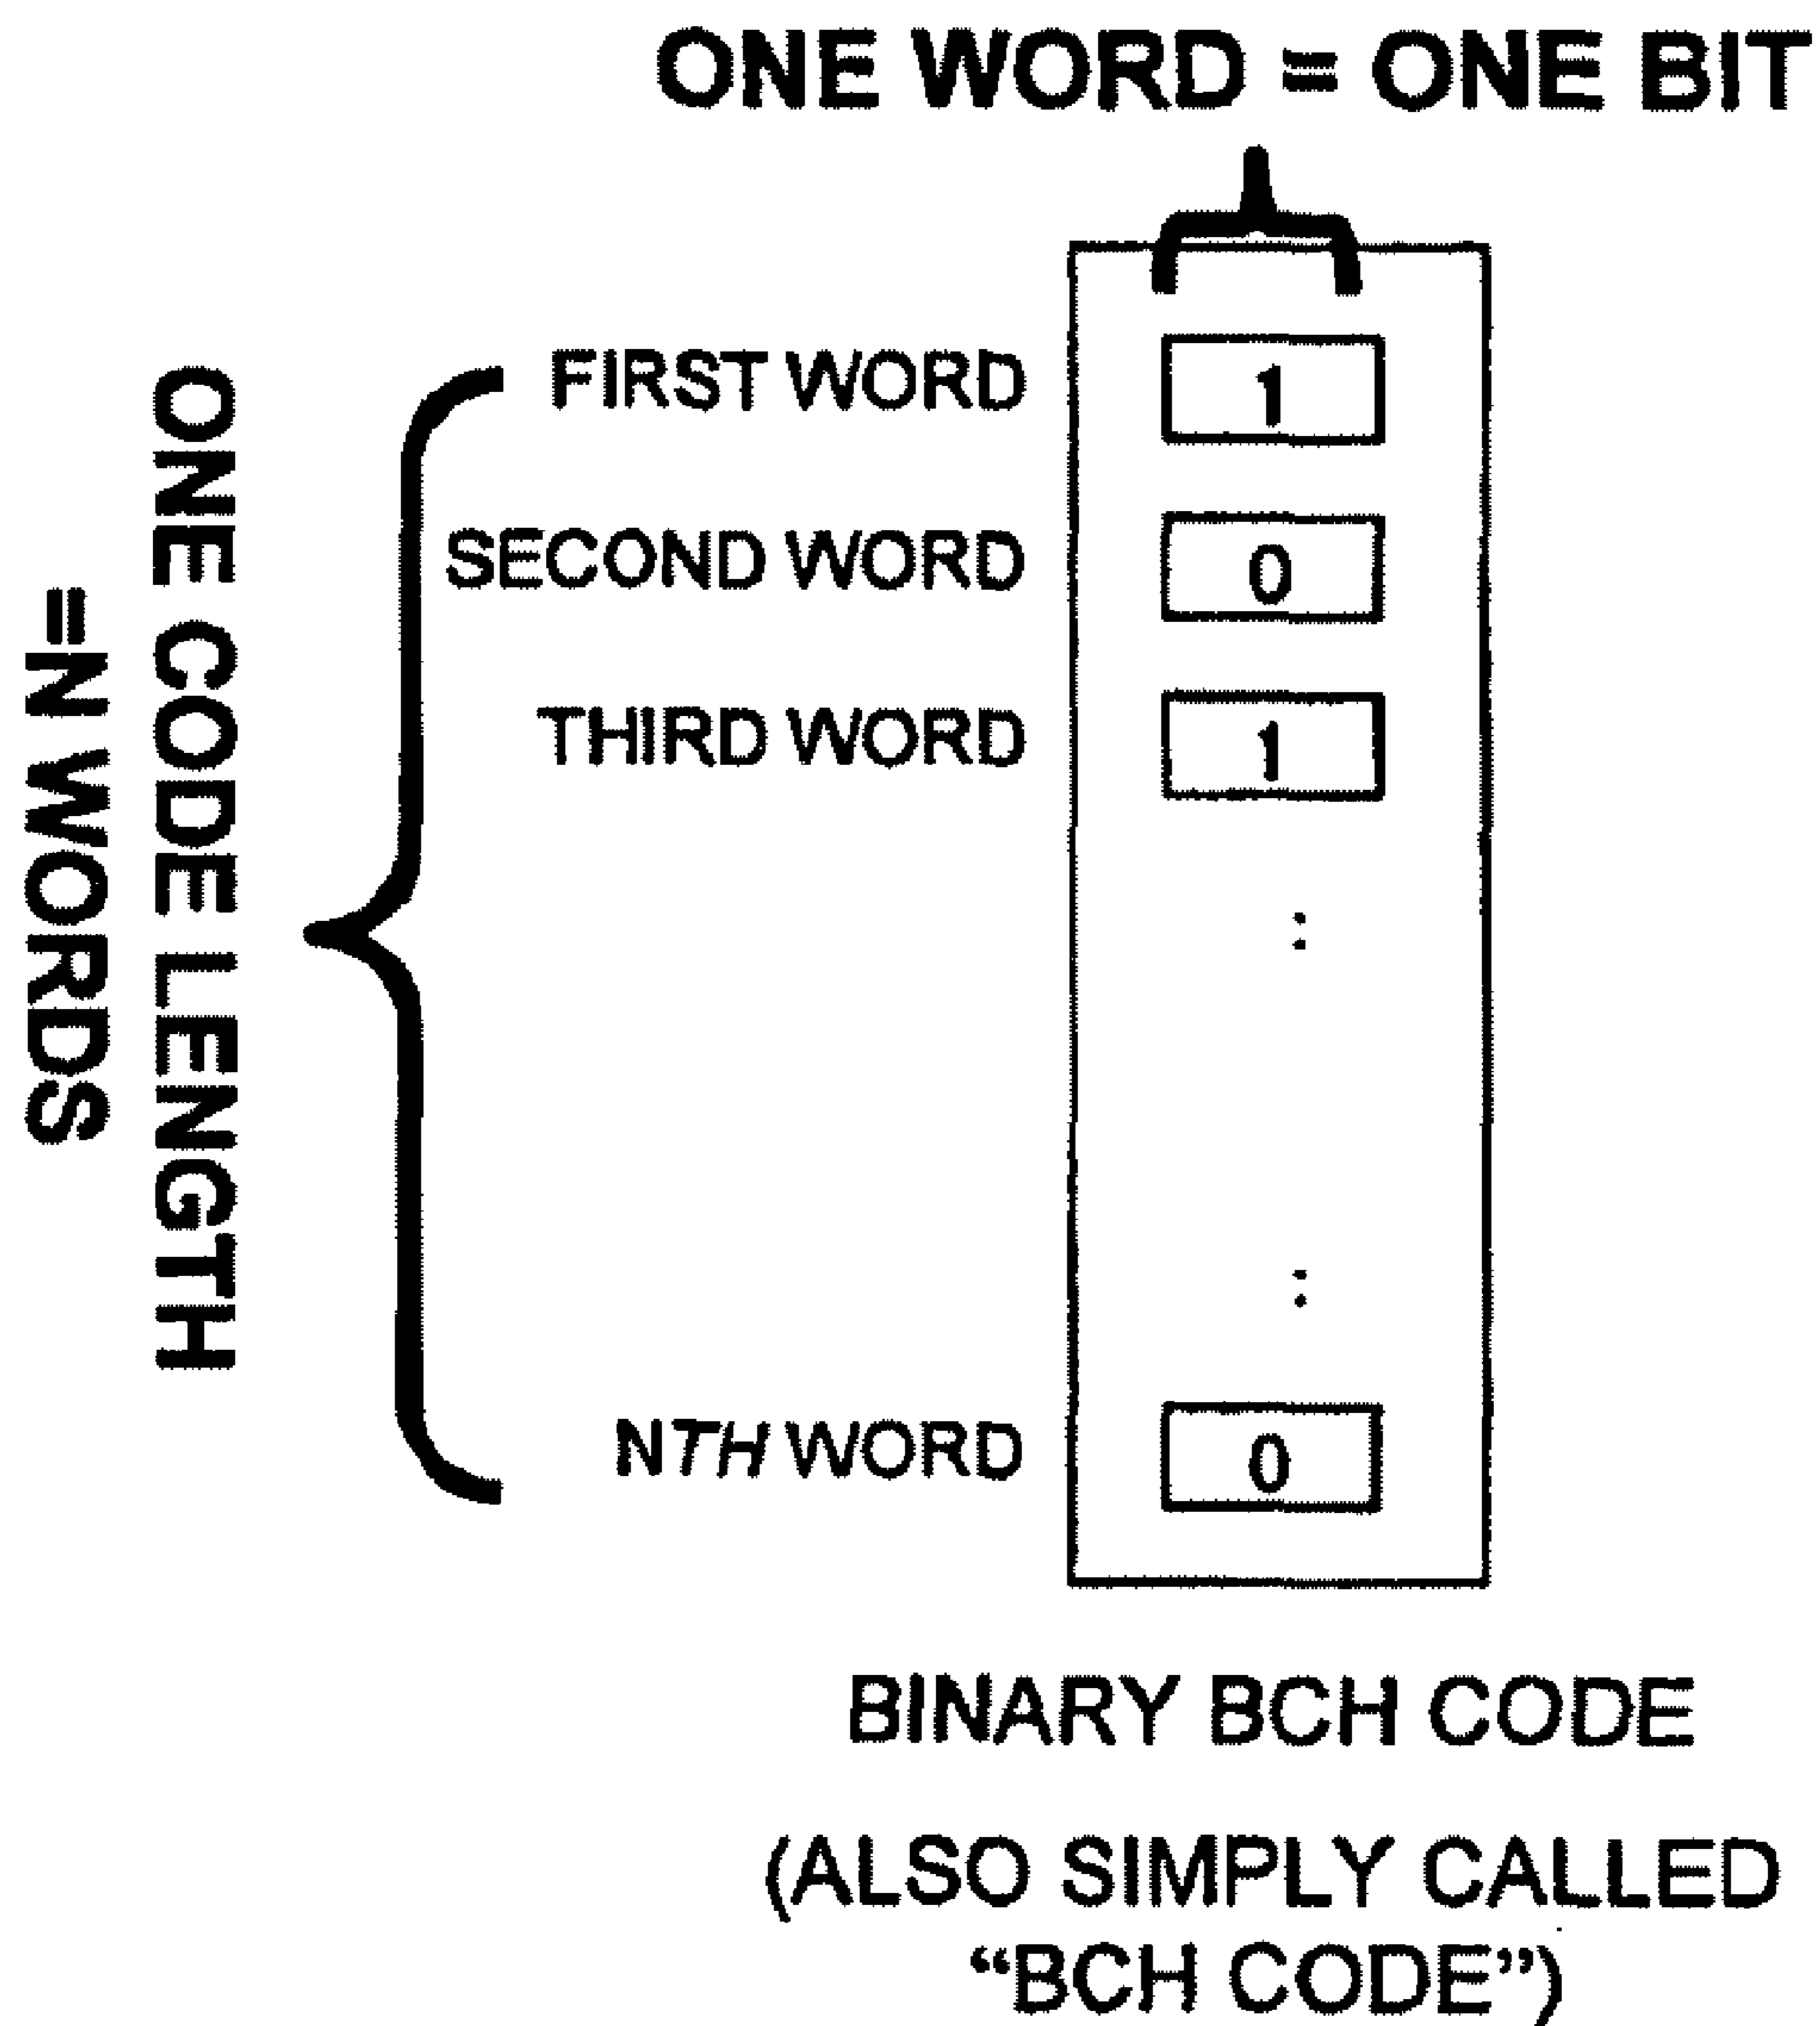 ONE WORD = ONE BIT
ONE CODE LENGTH
=N WORDS
FIRST WORD 1
SECOND WORD 0
THIRD WORD 1
:
:
NTH WORD 0
BINARY BCH CODE
(ALSO SIMPLY CALLED
“BCH CODE”)